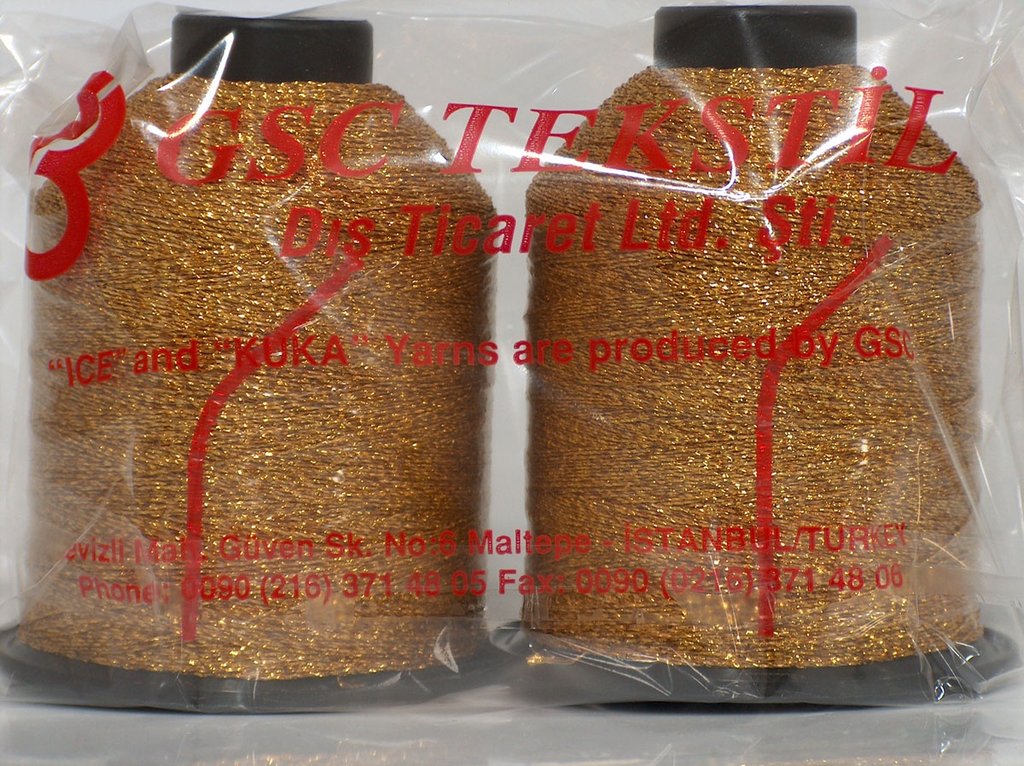 GSC TEKSTİL
Dış Ticaret Ltd. Şti.
“ICE” and “KUKA” Yarns are produced by GSC
Mah. Güven Sk. No:6 Maltepe - İSTANBUL/TURKEY
Phone: 0090 (216) 371 48 05 Fax: 0090 (0216) 371 48 06